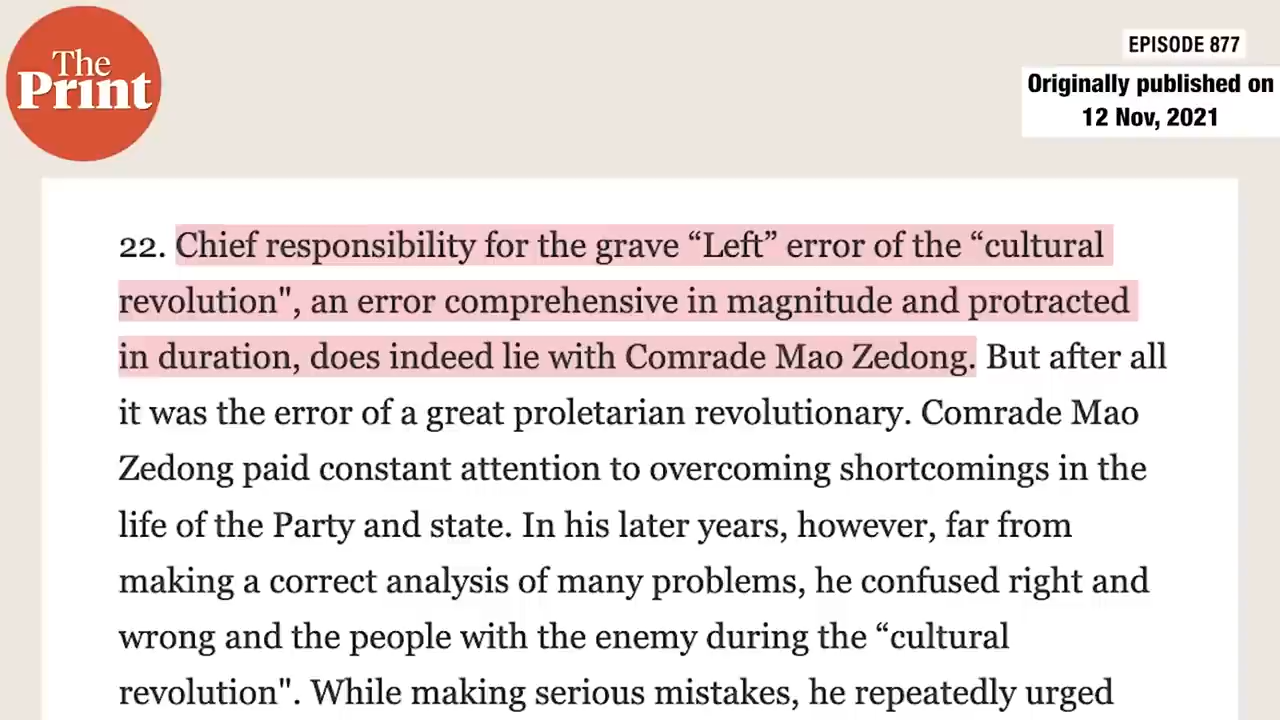 The
Print
EPISODE 877
Originally published on
12 Nov, 2021
22. Chief responsibility for the grave “Left” error of the “cultural
revolution", an error comprehensive in magnitude and protracted
in duration, does indeed lie with Comrade Mao Zedong. But after all
it was the error of a great proletarian revolutionary. Comrade Mao
Zedong paid constant attention to overcoming shortcomings in the
life of the Party and state. In his later years, however, far from
making a correct analysis of many problems, he confused right and
wrong and the people with the enemy during the “cultural
revolution". While making serious mistakes, he repeatedly urged